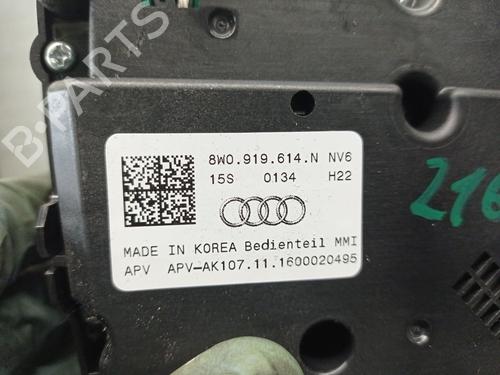 8W0.919.614.N NV6
15S 0134 H22
MADE IN KOREA Bedienteil MMI
APV APV-AK107.11.1600020495
216
B-PARTS